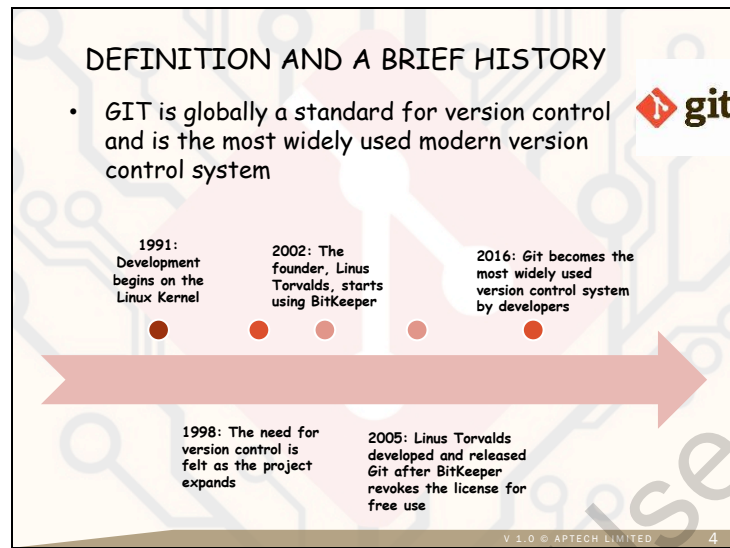 DEFINITION AND A BRIEF HISTORY
• GIT is globally a standard for version control
and is the most widely used modern version
control system
git
1991:
Development
begins on the
Linux Kernel
2002: The
founder, Linus
Torvalds, starts
using BitKeeper
2016: Git becomes the
most widely used
version control system
by developers
1998: The need for
version control is
felt as the project
expands
2005: Linus Torvalds
developed and released
Git after BitKeeper
revokes the license for
free use
V 1.0 © APTECH LIMITED
4